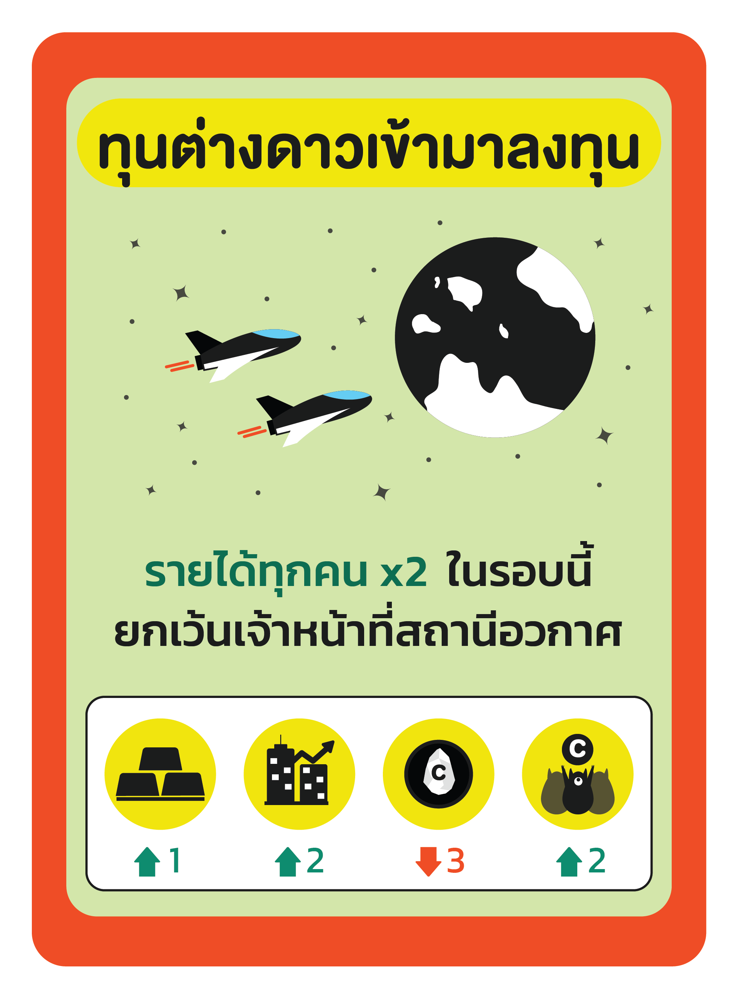 ทุนต่างดาวเข้ามาลงทุน
รายได้ทุกคน x2 ในรอบนี้
ยกเว้นเจ้าหน้าที่สถานีอวกาศ
C C
1 2 3 2